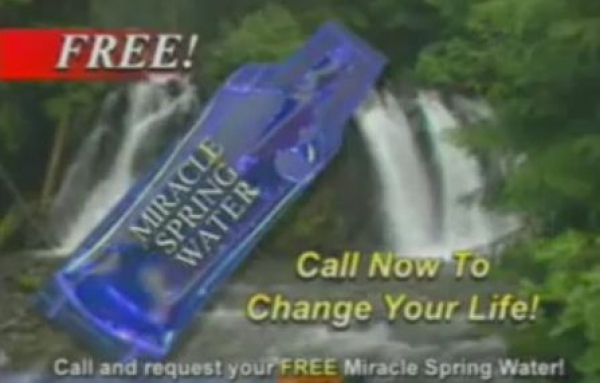 FREE!
MIRACLE
SPRING
WATER
Call Now To
Change Your Life!
Call and request your FREE Miracle Spring Water!